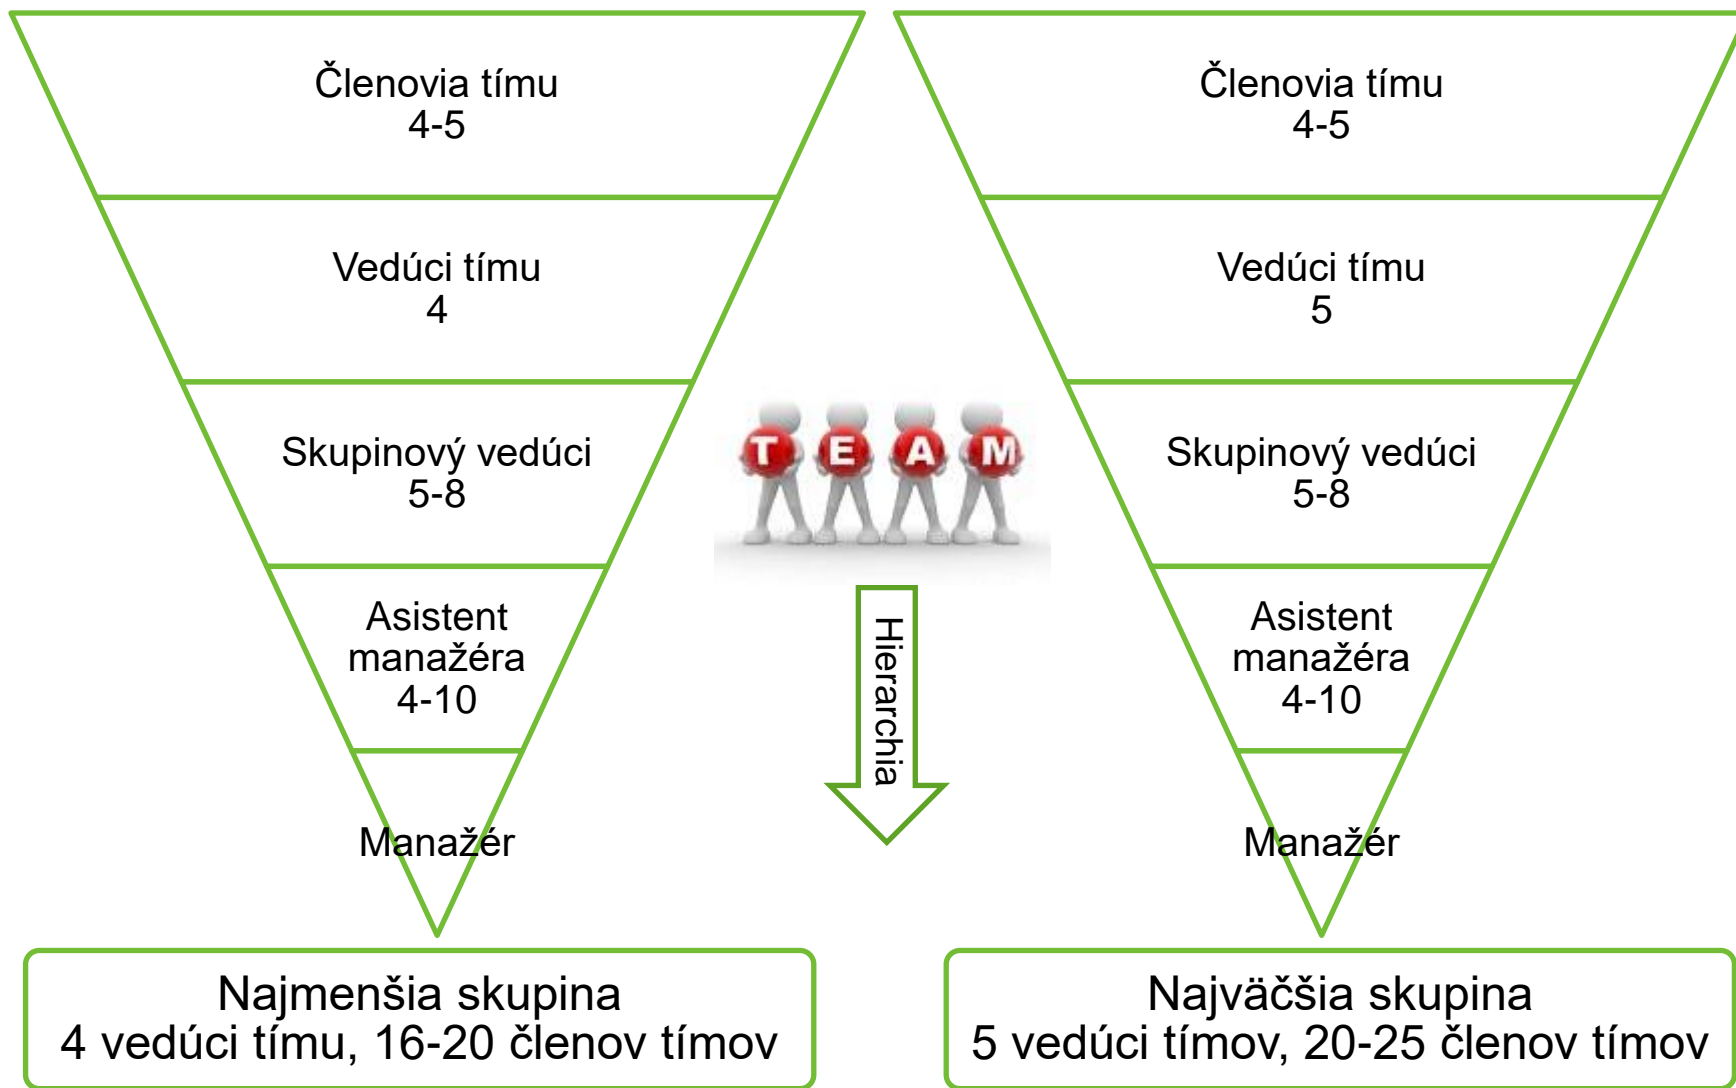 Členovia tímu
4-5
Vedúci tímu
4
Skupinový vedúci
5-8
Asistent
manažéra
4-10
Manažér
Najmenšia skupina
4 vedúci tímu, 16-20 členov tímov
T E A M
Hierarchia
Členovia tímu
4-5
Vedúci tímu
5
Skupinový vedúci
5-8
Asistent
manažéra
4-10
Manažér
Najväčšia skupina
5 vedúci tímov, 20-25 členov tímov